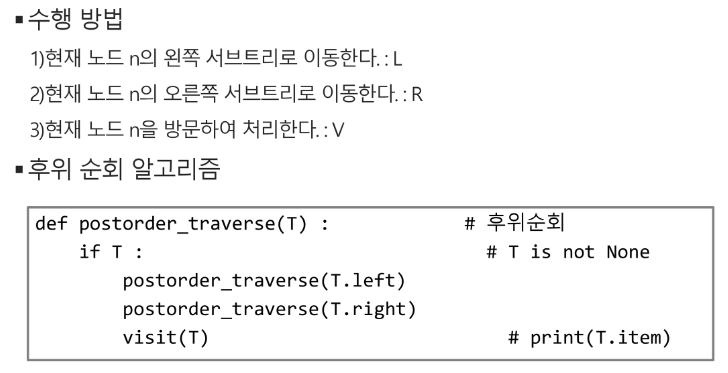 ▪수행 방법
1)현재 노드 n의 왼쪽 서브트리로 이동한다. : L
2)현재 노드 n의 오른쪽 서브트리로 이동한다. : R
3)현재 노드 n을 방문하여 처리한다. : V
▪후위 순회 알고리즘
def postorder_traverse(T) : # 후위순회
if T : # T is not None
postorder_traverse(T.left)
postorder_traverse(T.right)
visit(T) # print(T.item)